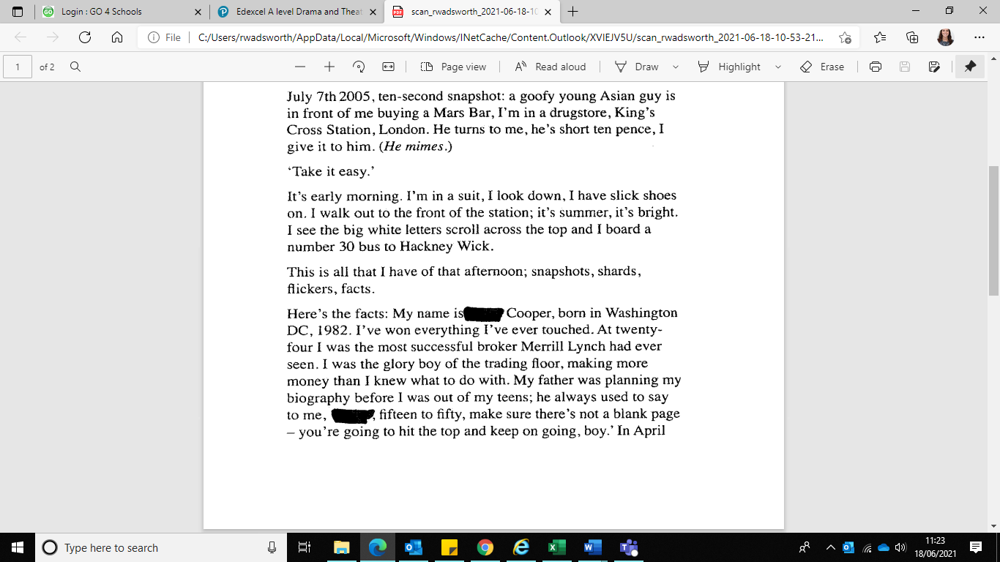 Login : GO 4 Schools
Edexcel A level Drama and Theat
scan_rwadsworth_2021-06-18-10
File
C:/Users/rwadsworth/AppData/Local/Microsoft/Windows/INetCache/Content.Outlook/XVIEJV5U/scan_rwadsworth_2021-06-18-10-53-21...
1 of 2
Page view
Read aloud
Draw
Highlight
Erase
July 7th 2005, ten-second snapshot: a goofy young Asian guy is
in front of me buying a Mars Bar, I'm in a drugstore, King's
Cross Station, London. He turns to me, he's short ten pence, I
give it to him. (He mimes.)
‘Take it easy.’
It's early morning. I'm in a suit, I look down, I have slick shoes
on. I walk out to the front of the station; it's summer, it's bright.
I see the big white letters scroll across the top and I board a
number 30 bus to Hackney Wick.
This is all that I have of that afternoon; snapshots, shards,
flickers, facts.
Here's the facts: My name is Cooper, born in Washington
DC, 1982. I've won everything I've ever touched. At twenty-
four I was the most successful broker Merrill Lynch had ever
seen. I was the glory boy of the trading floor, making more
money than I knew what to do with. My father was planning my
biography before I was out of my teens; he always used to say
to me, , fifteen to fifty, make sure there's not a blank page
– you're going to hit the top and keep on going, boy.’ In April
Type here to search
11:23
18/06/2021